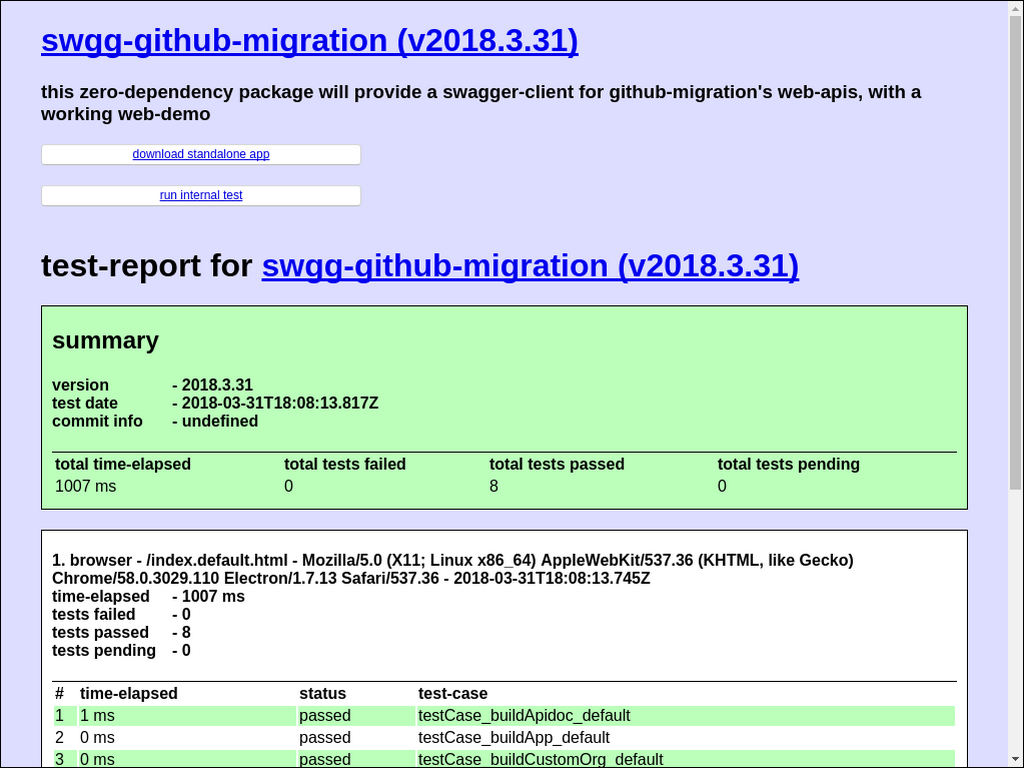 swgg-github-migration (v2018.3.31)
this zero-dependency package will provide a swagger-client for github-migration's web-apis, with a
working web-demo
download standalone app
run internal test
test-report for swgg-github-migration (v2018.3.31)
summary
version - 2018.3.31
test date - 2018-03-31T18:08:13.817Z
commit info - undefined
total time-elapsed total tests failed total tests passed total tests pending
1007 ms 0 8 0
1. browser - /index.default.html - Mozilla/5.0 (X11; Linux x86_64) AppleWebKit/537.36 (KHTML, like Gecko)
Chrome/58.0.3029.110 Electron/1.7.13 Safari/537.36 - 2018-03-31T18:08:13.745Z
time-elapsed - 1007 ms
tests failed - 0
tests passed - 8
tests pending - 0
# time-elapsed status test-case
1 1 ms passed testCase_buildApidoc_default
2 0 ms passed testCase_buildApp_default
3 0 ms passed testCase_buildCustomOrg_default